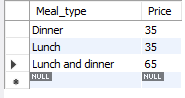 Meal_type Price
Dinner 35
Lunch 35
Lunch and dinner 65
NULL NULL